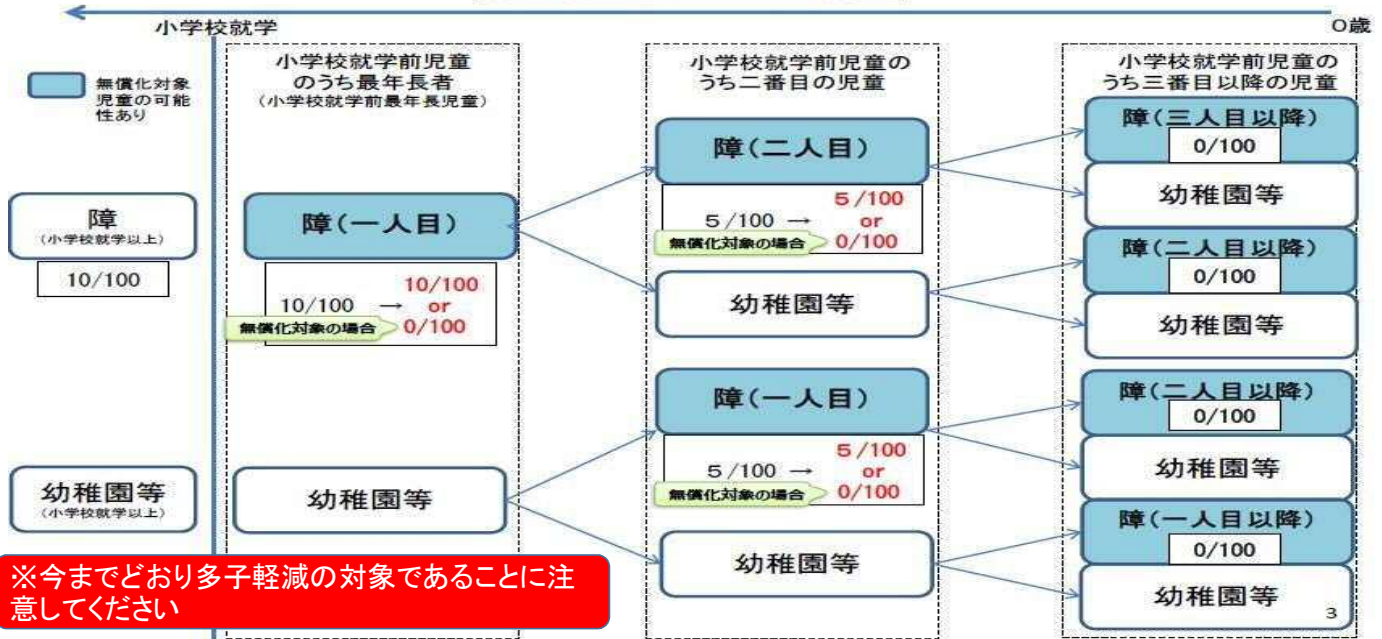 小学校就学
0歳
無償化対象
児童の可能
性あり
小学校就学前児童
のうち最年長者
(小学校就学前最年長児童)
小学校就学前児童の
うち二番目の児童
小学校就学前児童の
うち三番目以降の児童
障
(小学校就学以上)
10/100
障(一人目)
10/100 → 10/100
or
無償化対象の場合 0/100
障(二人目)
5/100 → 5/100
or
無償化対象の場合 0/100
幼稚園等
障(三人目以降)
0/100
幼稚園等
障(二人目以降)
0/100
幼稚園等
幼稚園等
(小学校就学以上)
幼稚園等
障(一人目)
5/100 → 5/100
or
無償化対象の場合 0/100
幼稚園等
障(二人目以降)
0/100
幼稚園等
障(一人目以降)
0/100
幼稚園等
※今までどおり多子軽減の対象であることに注
意してください
3